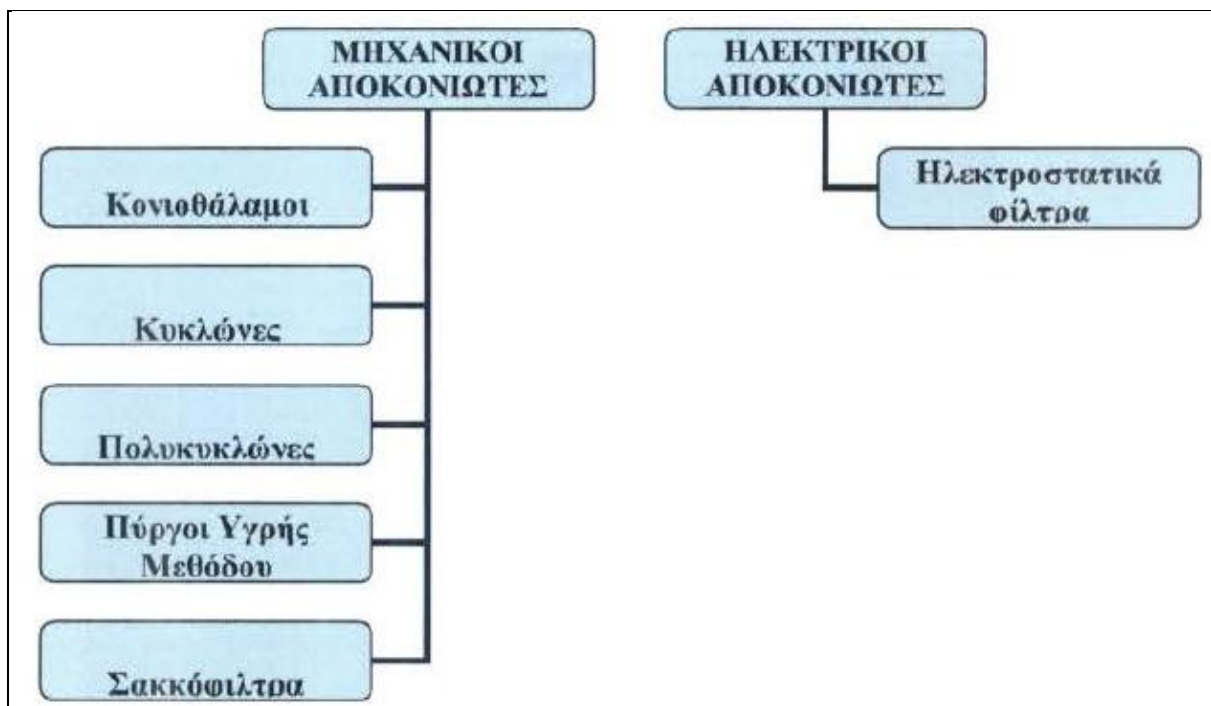 ΜΗΧΑΝΙΚΟΙ
ΑΠΟΚΟΝΙΩΤΕΣ
Κονιοθάλαμοι
Κυκλώνες
Πολυκυκλώνες
Πύργοι Υγρής
Μεθόδου
Σακκόφιλτρα
ΗΛΕΚΤΡΙΚΟΙ
ΑΠΟΚΟΝΙΩΤΕΣ
Ηλεκτροστατικά
φίλτρα